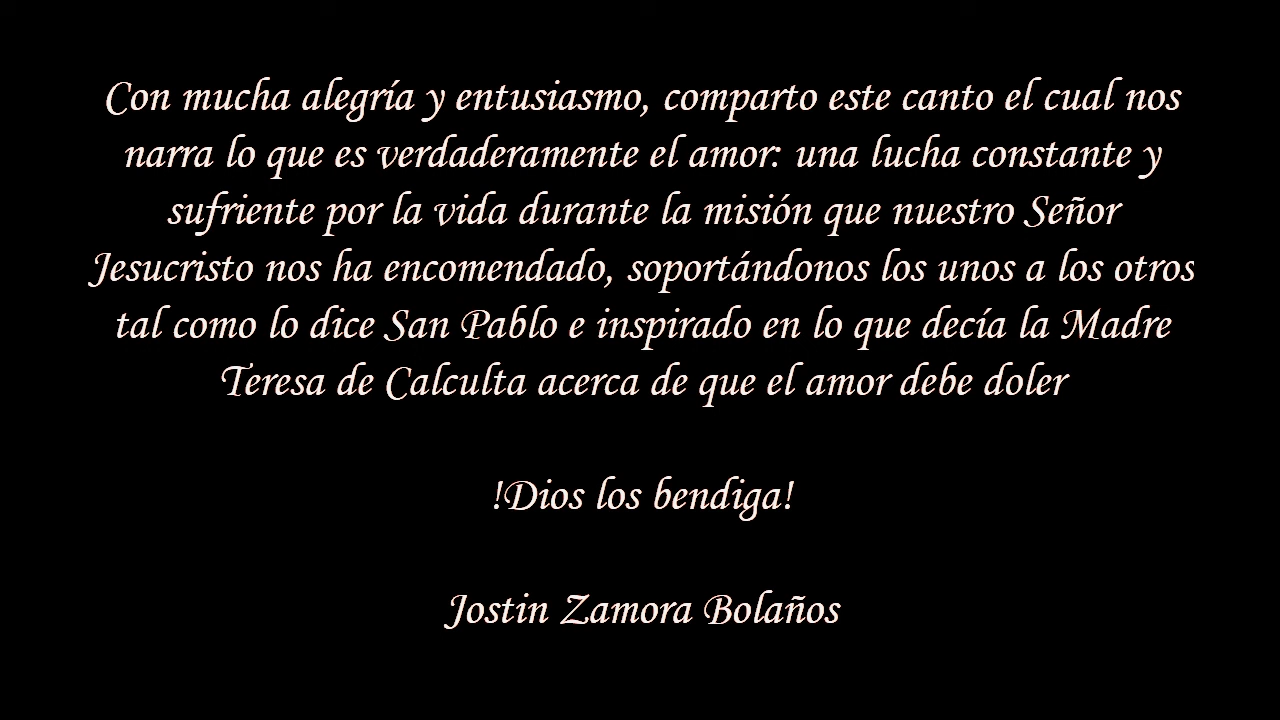 Con mucha alegría y entusiasmo, comparto este canto el cual nos
narra lo que es verdaderamente el amor: una lucha constante y
sufriente por la vida durante la misión que nuestro Señor
Jesucristo nos ha encomendado, soportándonos los unos a los otros
tal como lo dice San Pablo e inspirado en lo que decía la Madre
Teresa de Calculta acerca de que el amor debe doler
!Dios los bendiga!
Jostin Zamora Bolaños